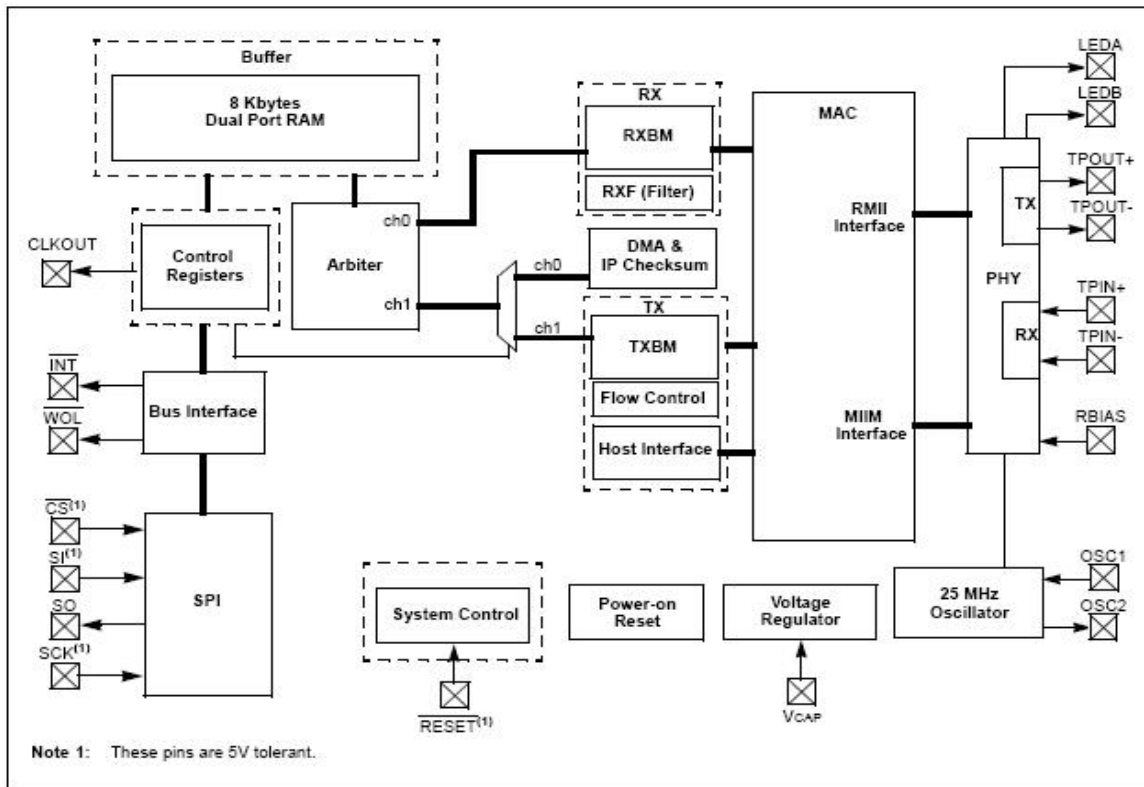 Buffer
8 Kbytes
Dual Port RAM
CLKOUT
Control
Registers
Arbiter
ch0
ch1
ch0
ch1
RX
RXBM
RXF (Filter)
DMA &
IP Checksum
TX
TXBM
Flow Control
Host Interface
MAC
RMII
Interface
MIIM
Interface
PHY
TX
RX
LEDA
LEDB
TPOUT+
TPOUT-
TPIN+
TPIN-
RBIAS
INT
WOL
Bus Interface
CS(1)
SI(1)
SO
SCK(1)
SPI
System Control
RESET(1)
Power-on
Reset
Voltage
Regulator
VCAP
25 MHz
Oscillator
OSC1
OSC2
Note 1: These pins are 5V tolerant.